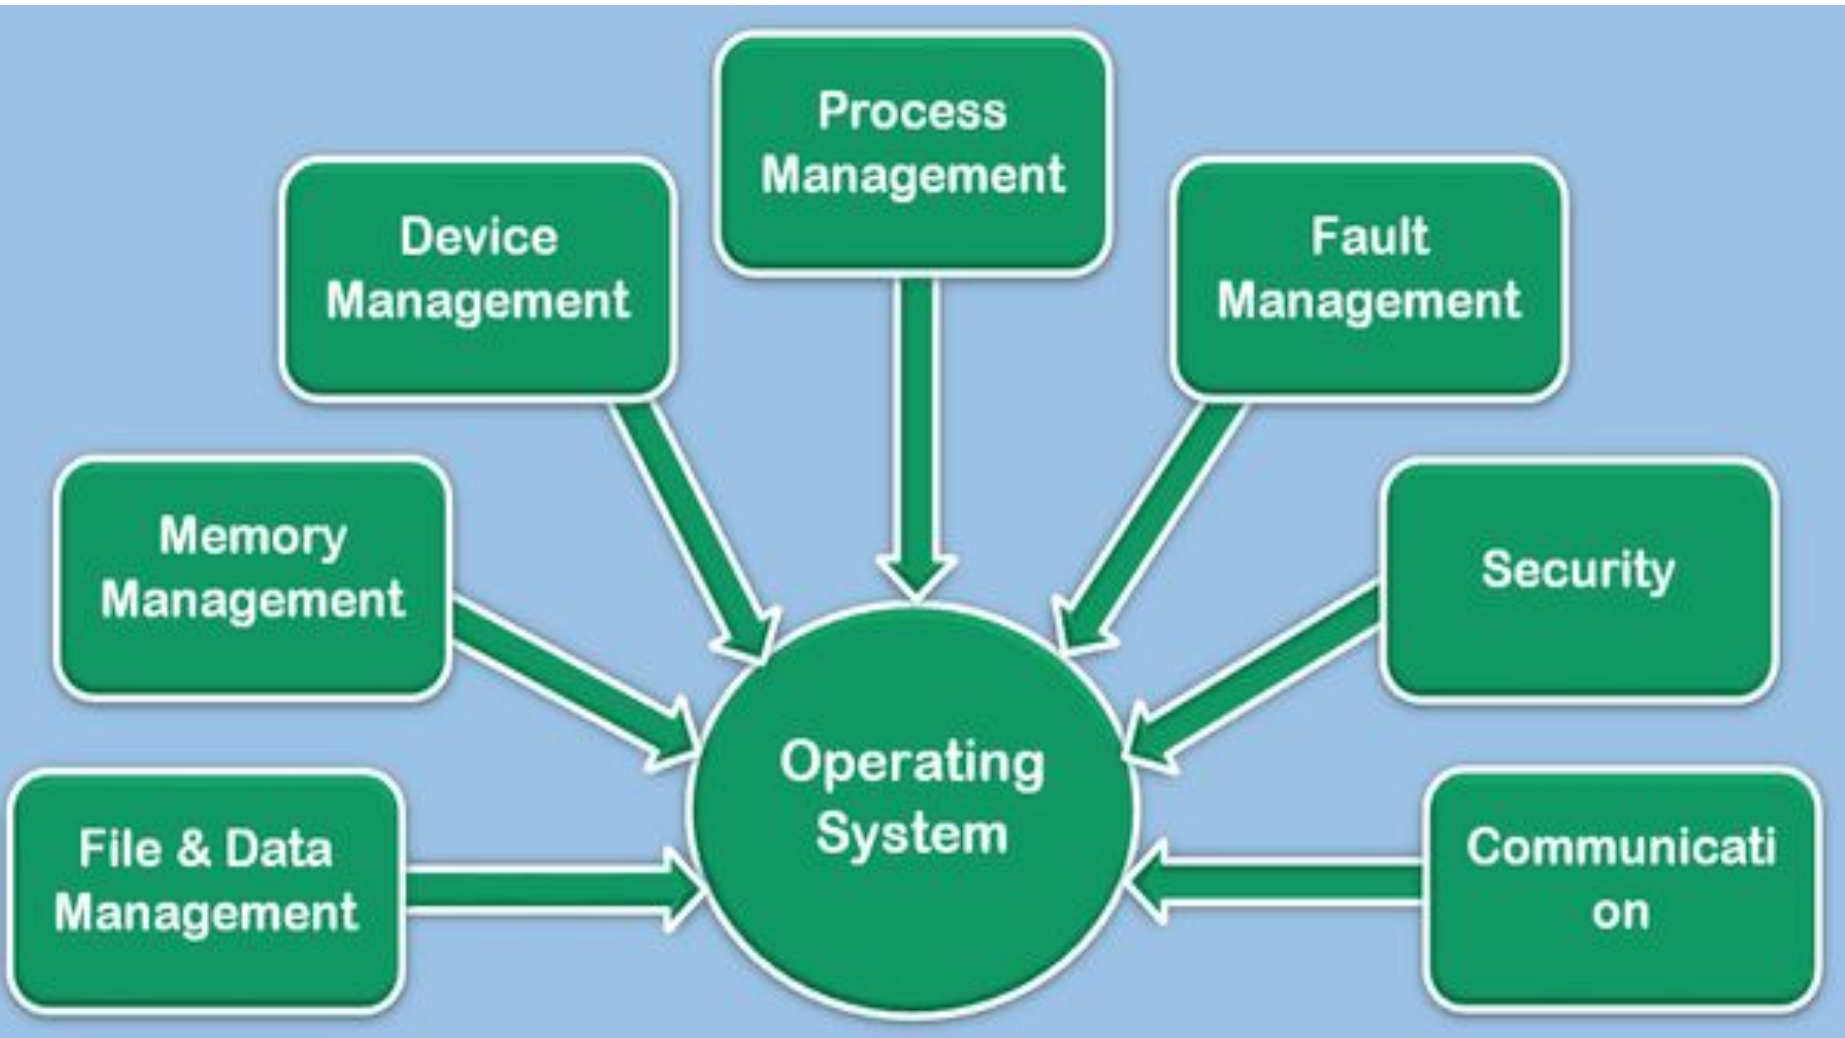 Process
Management
Device
Management
Fault
Management
Memory
Management
Security
File & Data
Management
Operating
System
Communicati
on